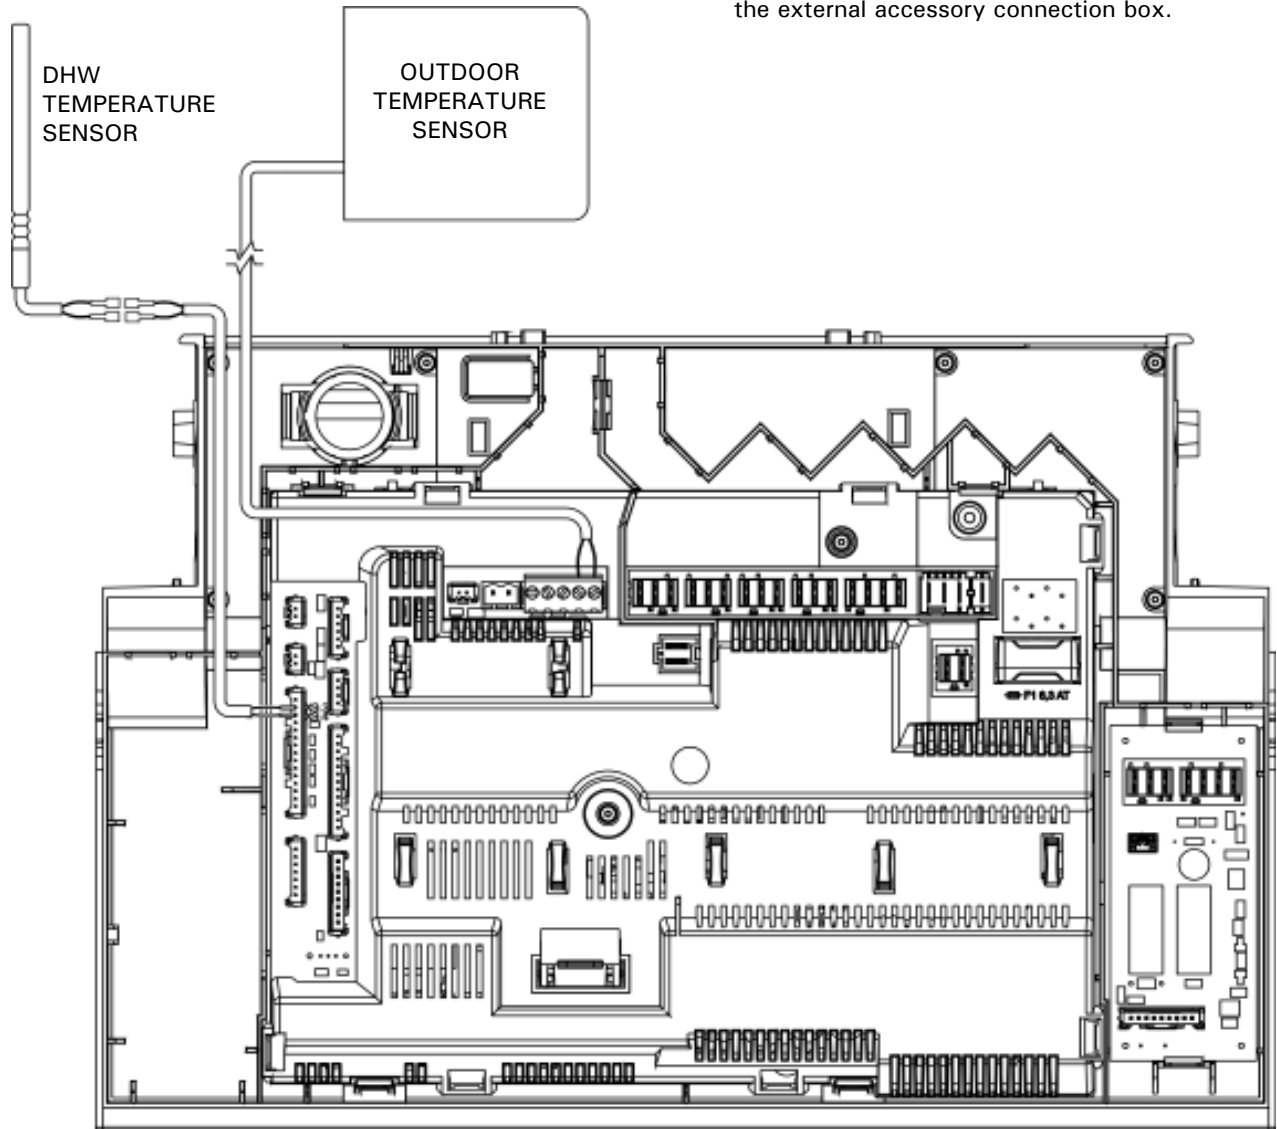 the external accessory connection box.
DHW
TEMPERATURE
SENSOR
OUTDOOR
TEMPERATURE
SENSOR
F1 6,3 AT